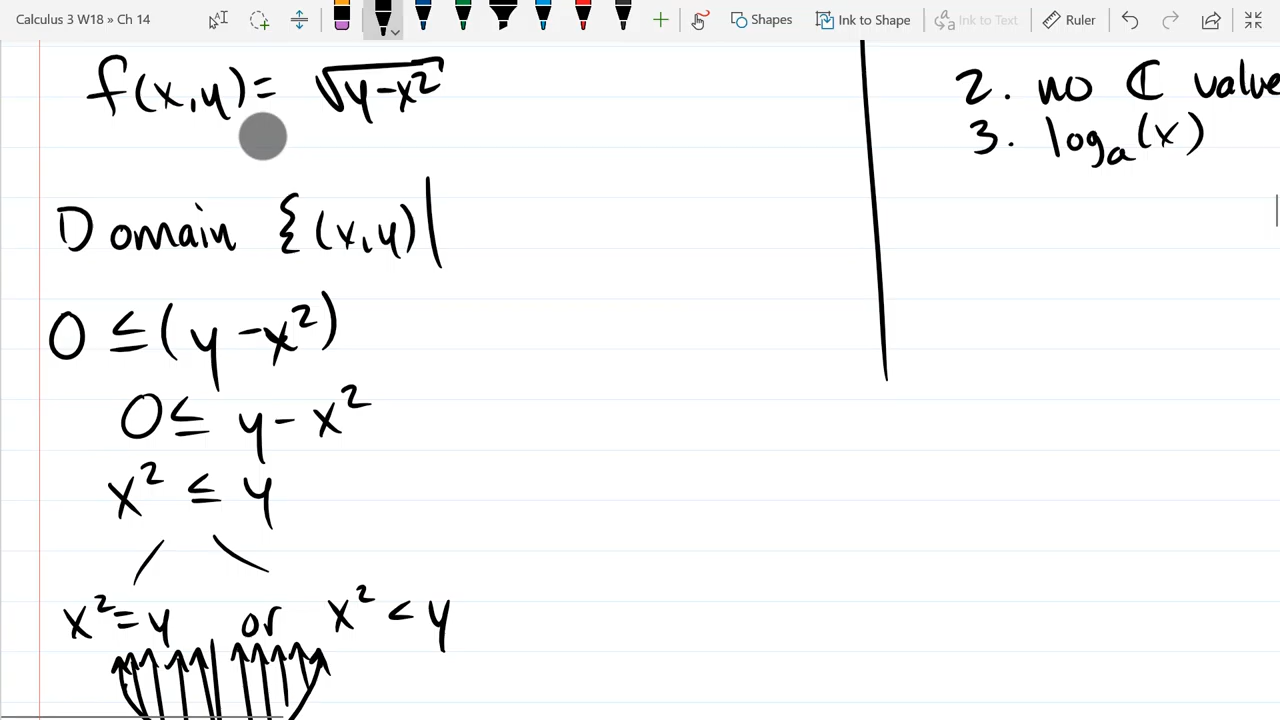 Calculus 3 W18 » Ch 14
Shapes
Ink to Shape
Ink to Text
Ruler
f(x,y) = √(y-x²)
2. no ℂ value
3. logₐ(x)
Domain {(x,y)|
0 ≤ (y-x²)
0 ≤ y - x²
x² ≤ y
x² = y or x² < y